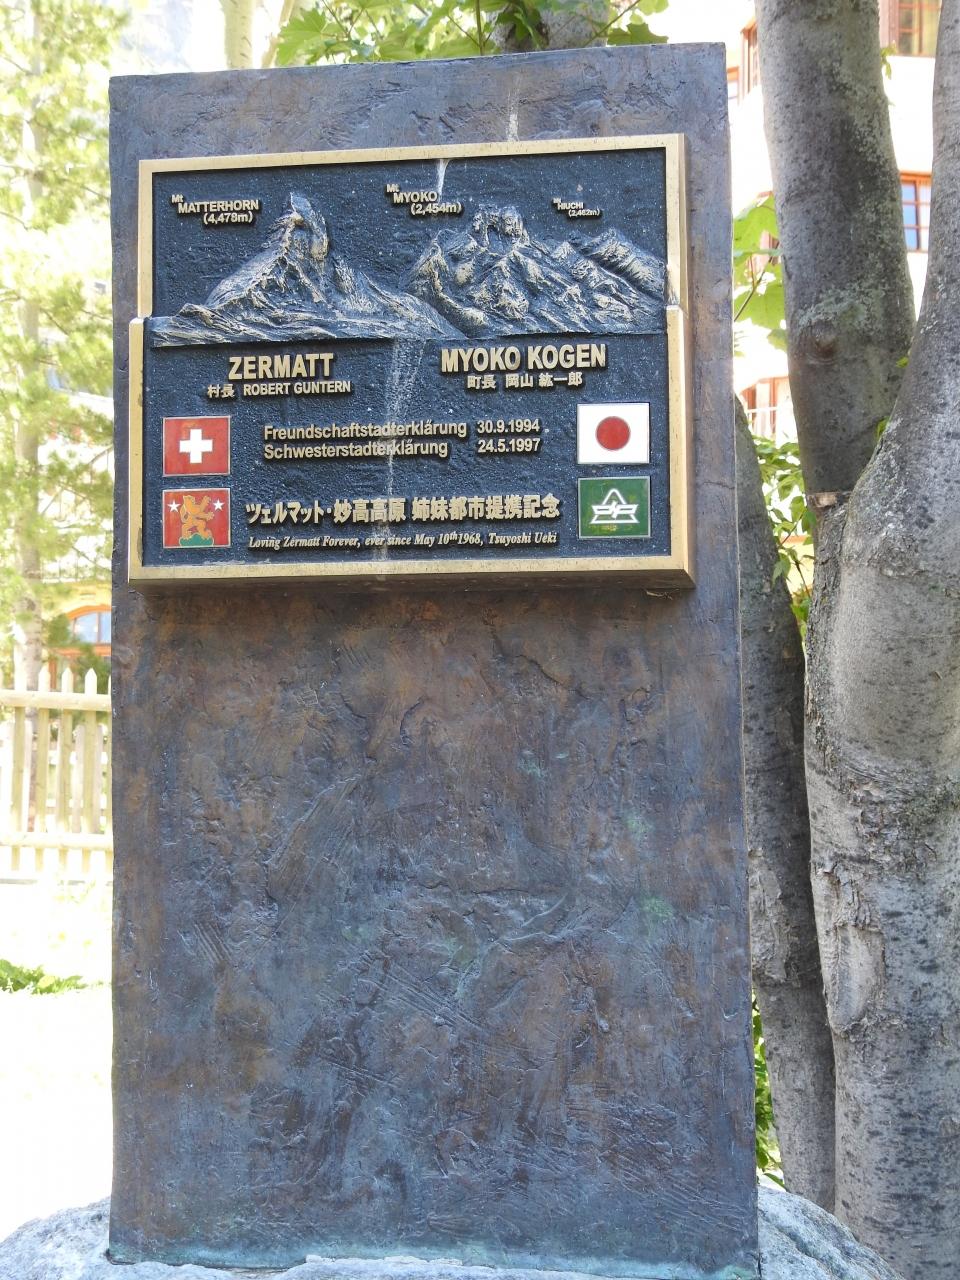 Mt
MATTERHORN
(4,478m)
Mt
MYOKO
(2,454m)
Mt
HIUCHI
(2,462m)
ZERMATT
村長 ROBERT GUNTERN
MYOKO KOGEN
町長 岡山 紘一郎
Freundschaftstadterklärung 30.9.1994
Schwesterstadterklärung 24.5.1997
ツェルマット・妙高高原 姉妹都市提携記念
Loving Zermatt Forever, ever since May 10th 1968, Tsuyoshi Ueki